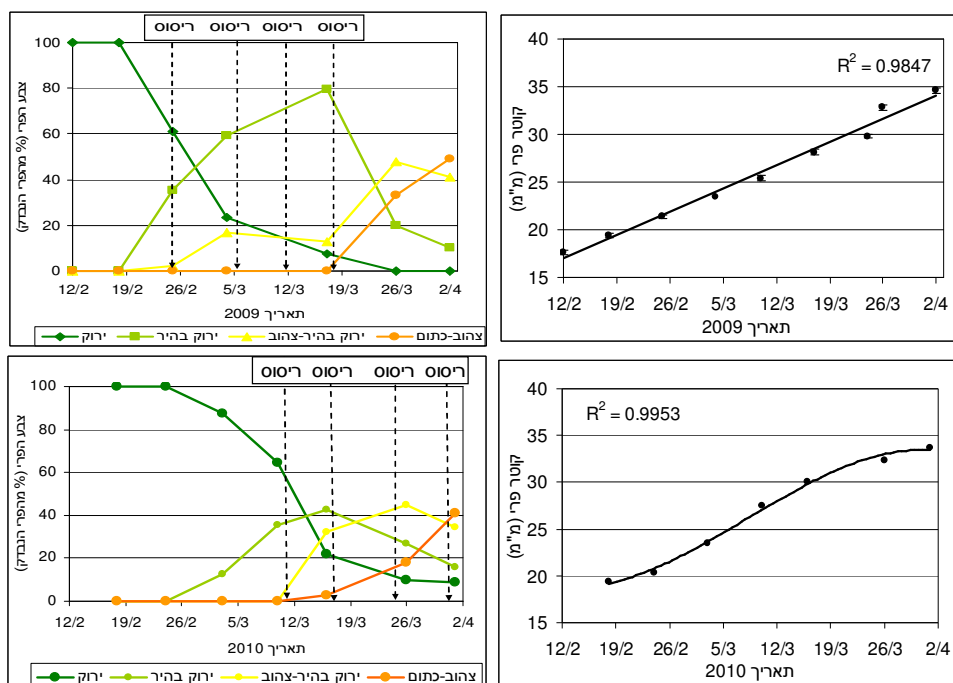 ריסוס ריסוס ריסוס ריסוס
צבע הפרי (% מהפרי הנבדק)
100
80
60
40
20
0
12/2 19/2 26/2 5/3 12/3 19/3 26/3 2/4
תאריך 2009
ירוק ירוק בהיר ירוק בהיר-צהוב צהוב-כתום
קוטר פרי (מ"מ)
40
35
30
25
20
15
R² = 0.9847
12/2 19/2 26/2 5/3 12/3 19/3 26/3 2/4
תאריך 2009
ריסוס ריסוס ריסוס ריסוס
צבע הפרי (% מהפרי הנבדק)
100
80
60
40
20
0
12/2 19/2 26/2 5/3 12/3 19/3 26/3 2/4
תאריך 2010
ירוק ירוק בהיר ירוק בהיר-צהוב צהוב-כתום
קוטר פרי (מ"מ)
40
35
30
25
20
15
R² = 0.9953
12/2 19/2 26/2 5/3 12/3 19/3 26/3 2/4
תאריך 2010